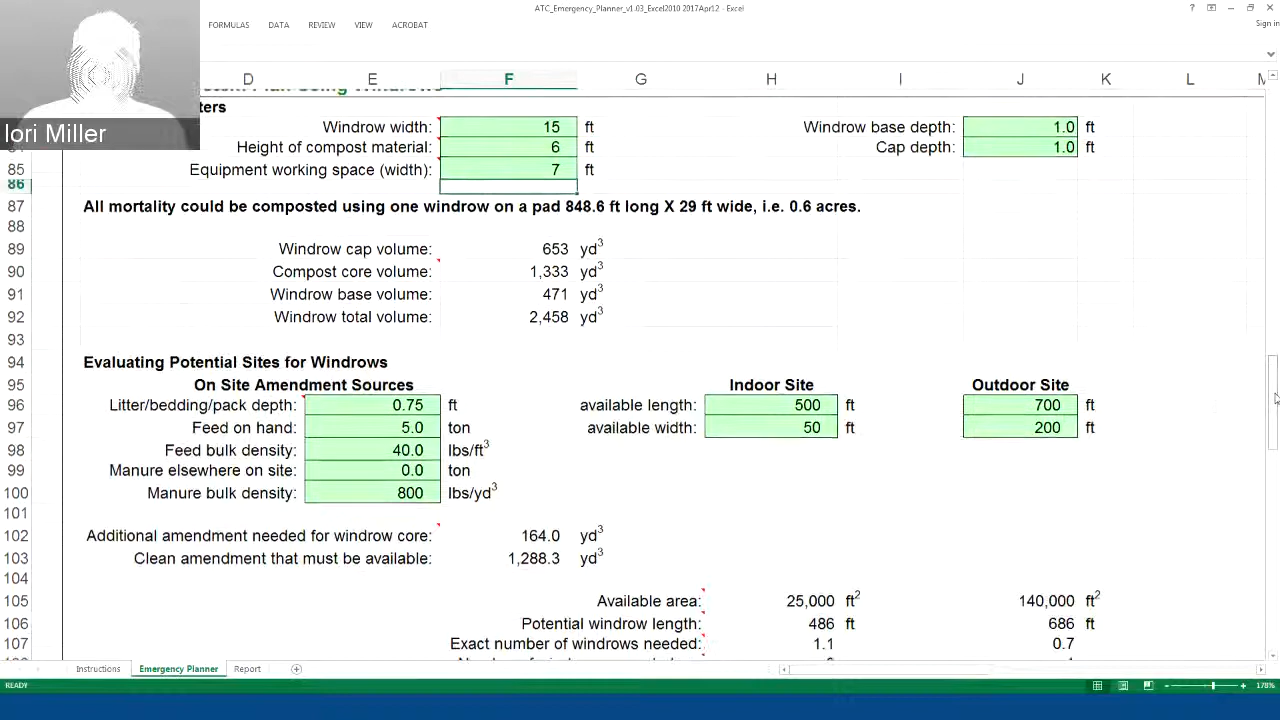 ATC_Emergency_Planner_v1.03_Excel2010 2017Apr12 - Excel
Sign in
FORMULAS DATA REVIEW VIEW ACROBAT
lori Miller
D E F G H I J K L M
ters
Windrow width: 15 ft Windrow base depth: 1.0 ft
Height of compost material: 6 ft Cap depth: 1.0 ft
85 Equipment working space (width): 7 ft
86
87 All mortality could be composted using one windrow on a pad 848.6 ft long X 29 ft wide, i.e. 0.6 acres.
88
89 Windrow cap volume: 653 yd3
90 Compost core volume: 1,333 yd3
91 Windrow base volume: 471 yd3
92 Windrow total volume: 2,458 yd3
93
94 Evaluating Potential Sites for Windrows
95 On Site Amendment Sources Indoor Site Outdoor Site
96 Litter/bedding/pack depth: 0.75 ft available length: 500 ft 700 ft
97 Feed on hand: 5.0 ton available width: 50 ft 200 ft
98 Feed bulk density: 40.0 lbs/ft3
99 Manure elsewhere on site: 0.0 ton
100 Manure bulk density: 800 lbs/yd3
101
102 Additional amendment needed for windrow core: 164.0 yd3
103 Clean amendment that must be available: 1,288.3 yd3
104
105 Available area: 25,000 ft2 140,000 ft2
106 Potential windrow length: 486 ft 686 ft
107 Exact number of windrows needed: 1.1 0.7
Instructions Emergency Planner Report
READY 178%